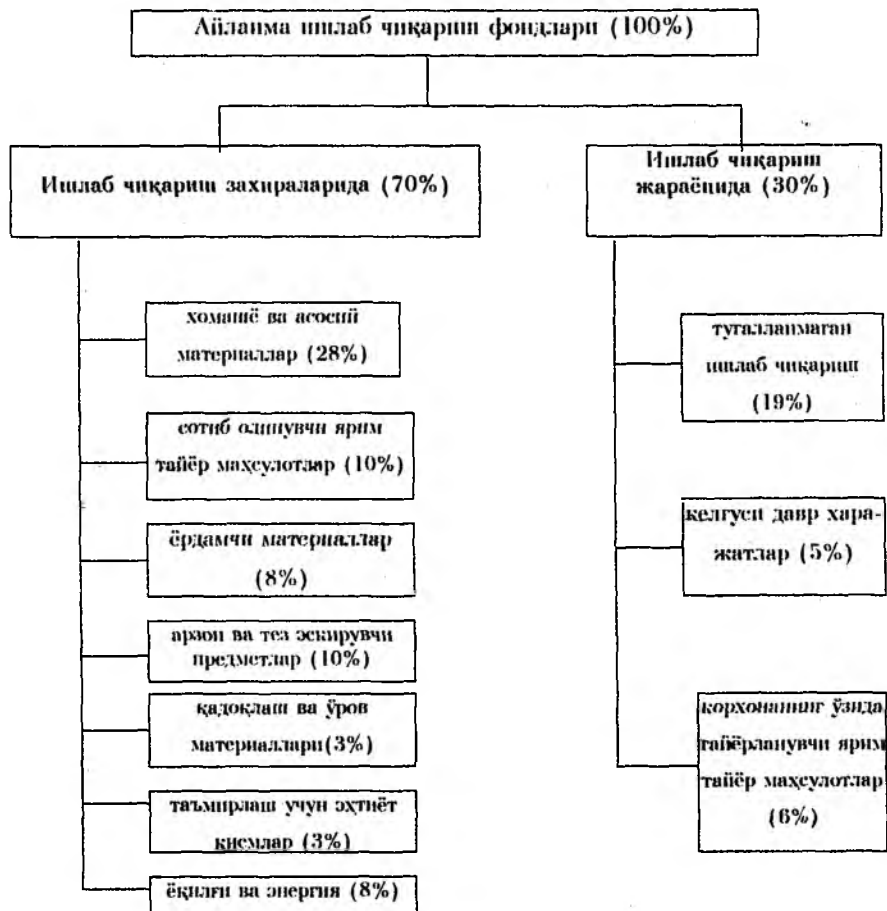 Айланма ишлаб чиқариш фондлари (100%)
Ишлаб чиқариш захираларида (70%)
хомашё ва асосий
материаллар (28%)
сотиб олинувчи ярим
тайёр маҳсулотлар (10%)
ёрдамчи материаллар
(8%)
арзон ва тез эскирувчи
предметлар (10%)
қадоқлаш ва ўров
материаллари(3%)
таъмирлаш учун эҳтиёт
қисмлар (3%)
ёқилғи ва энергия (8%)
Ишлаб чиқариш
жараёнида (30%)
тугалланмаган
ишлаб чиқариш
(19%)
келгуси давр хара-
жатлар (5%)
корхонанинг ўзида
тайёрланувчи ярим
тайёр маҳсулотлар
(6%)